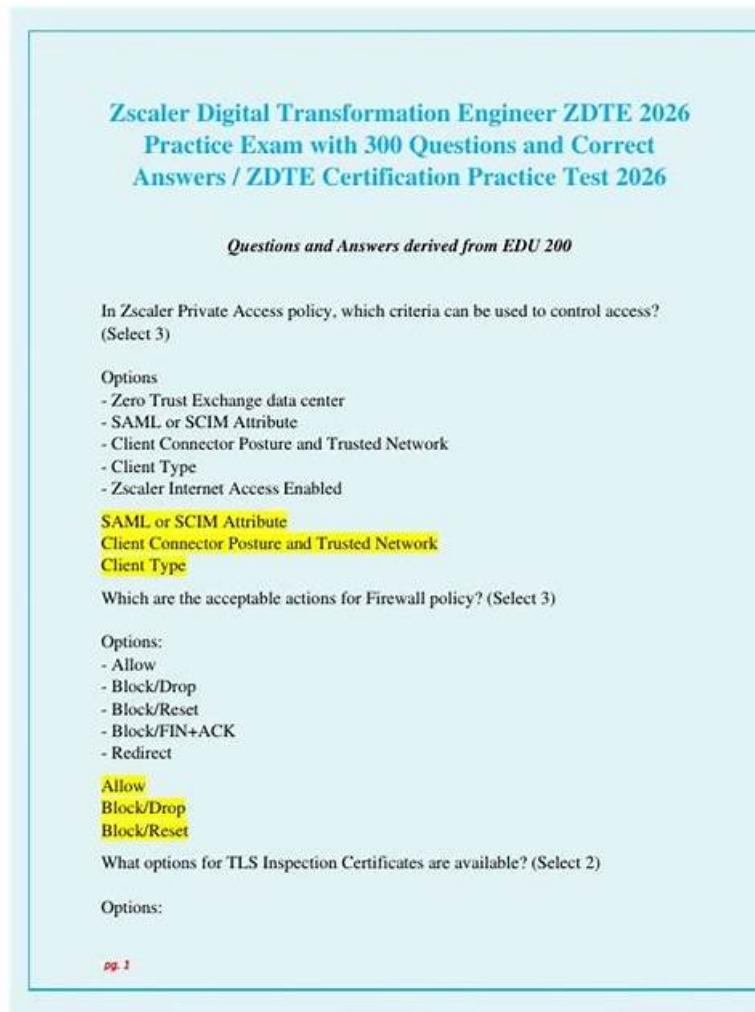 Zscaler Digital Transformation Engineer ZDTE 2026
Practice Exam with 300 Questions and Correct
Answers / ZDTE Certification Practice Test 2026
Questions and Answers derived from EDU 200
In Zscaler Private Access policy, which criteria can be used to control access?
(Select 3)
Options
- Zero Trust Exchange data center
- SAML or SCIM Attribute
- Client Connector Posture and Trusted Network
- Client Type
- Zscaler Internet Access Enabled
SAML or SCIM Attribute
Client Connector Posture and Trusted Network
Client Type
Which are the acceptable actions for Firewall policy? (Select 3)
Options:
- Allow
- Block/Drop
- Block/Reset
- Block/FIN+ACK
- Redirect
Allow
Block/Drop
Block/Reset
What options for TLS Inspection Certificates are available? (Select 2)
Options:
pg. 1